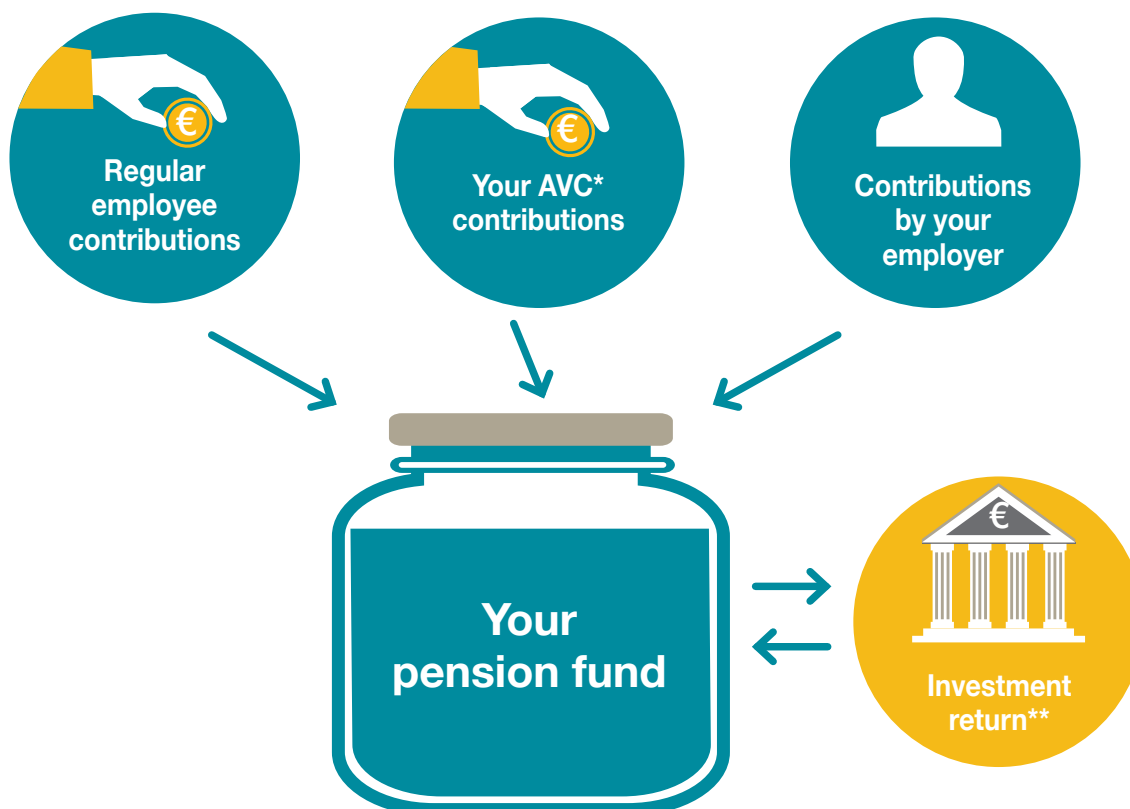 €
Regular
employee
contributions
€
Your AVC*
contributions
Contributions
by your
employer
Your
pension fund
€
Investment
return**